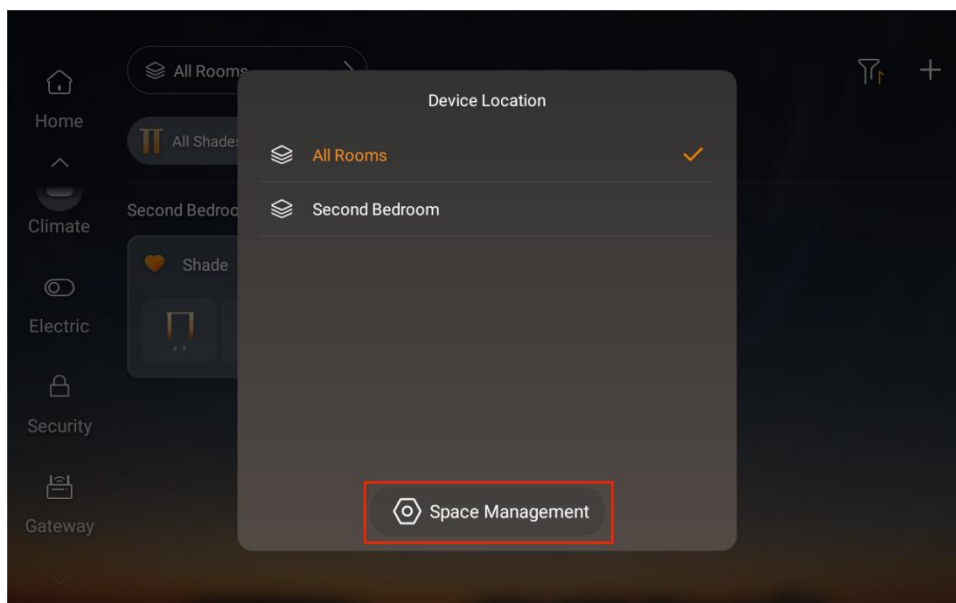 All Rooms
Home
All Shades
Climate
Second Bedroo
Shade
Electric
Security
Gateway
Device Location
All Rooms
Second Bedroom
Space Management